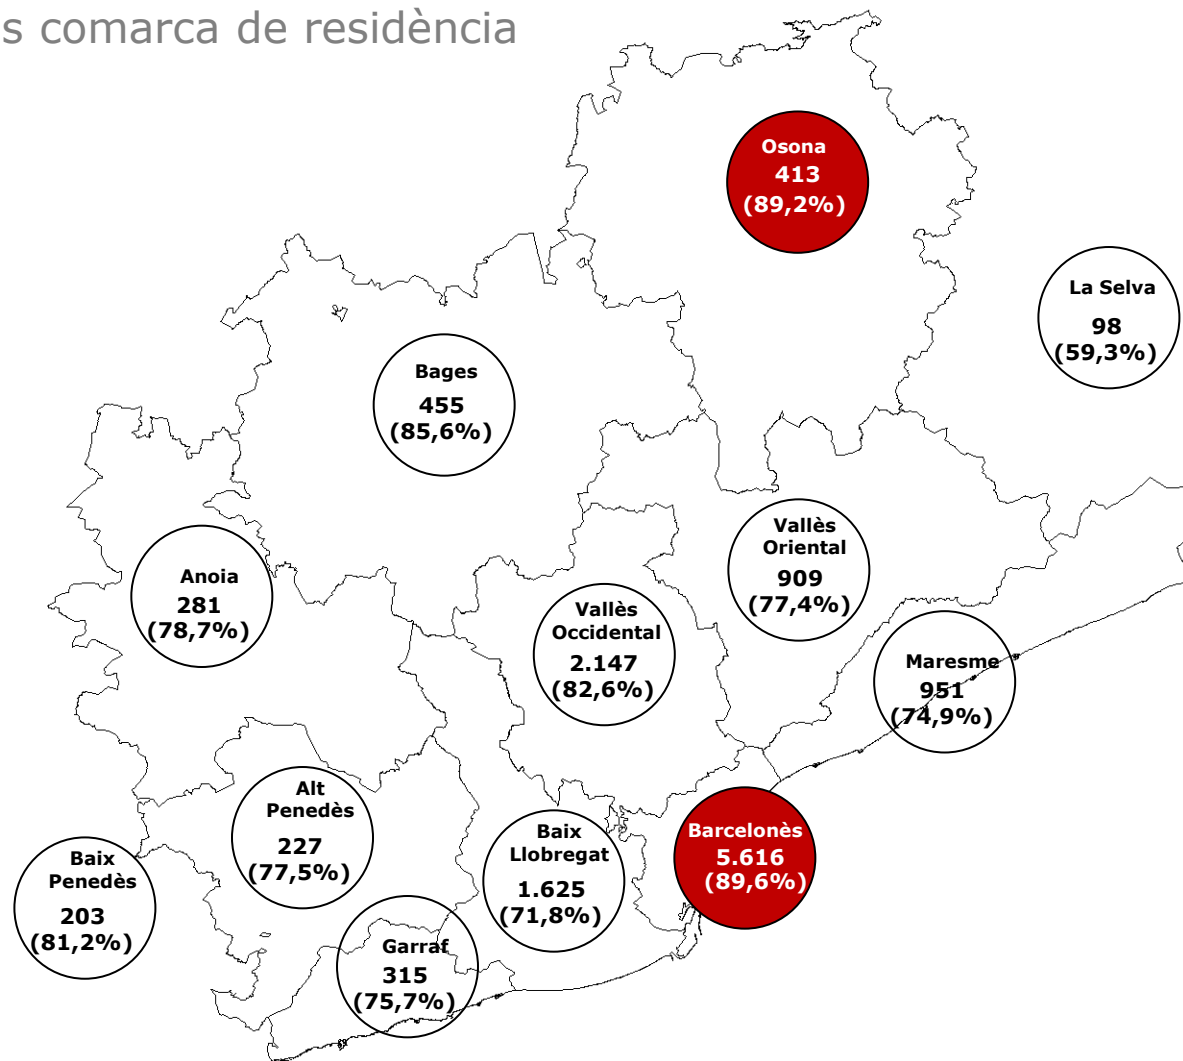 s comarca de residència
Osona
413
(89,2%)
La Selva
98
(59,3%)
Bages
455
(85,6%)
Vallès
Oriental
909
(77,4%)
Anoia
281
(78,7%)
Vallès
Occidental
2.147
(82,6%)
Maresme
951
(74,9%)
Alt
Penedès
227
(77,5%)
Baix
Llobregat
1.625
(71,8%)
Barcelonès
5.616
(89,6%)
Baix
Penedès
203
(81,2%)
Garraf
315
(75,7%)